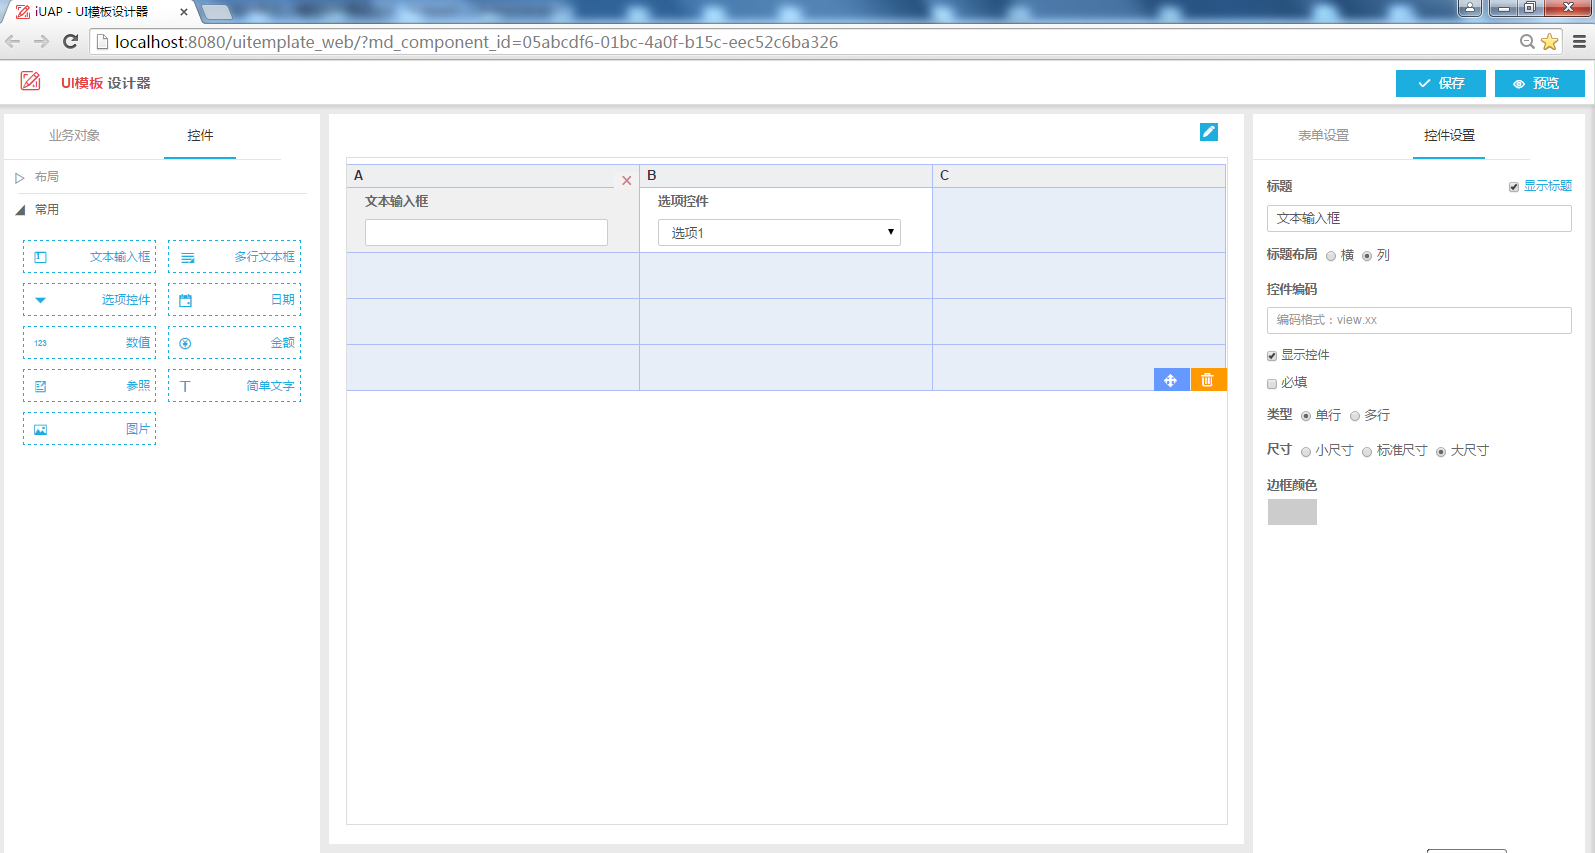 iUAP - UI模板设计器
localhost:8080/uitemplate_web/?md_component_id=05abcdf6-01bc-4a0f-b15c-eec52c6ba326
UI模板 设计器
保存
预览
业务对象
控件
布局
常用
文本输入框
多行文本框
选项控件
日期
123
数值
金额
参照
简单文字
图片
A
B
C
文本输入框
选项控件
选项1
表单设置
控件设置
标题
显示标题
文本输入框
标题布局 横 列
控件编码
编码格式：view.xx
显示控件
必填
类型 单行 多行
尺寸 小尺寸 标准尺寸 大尺寸
边框颜色